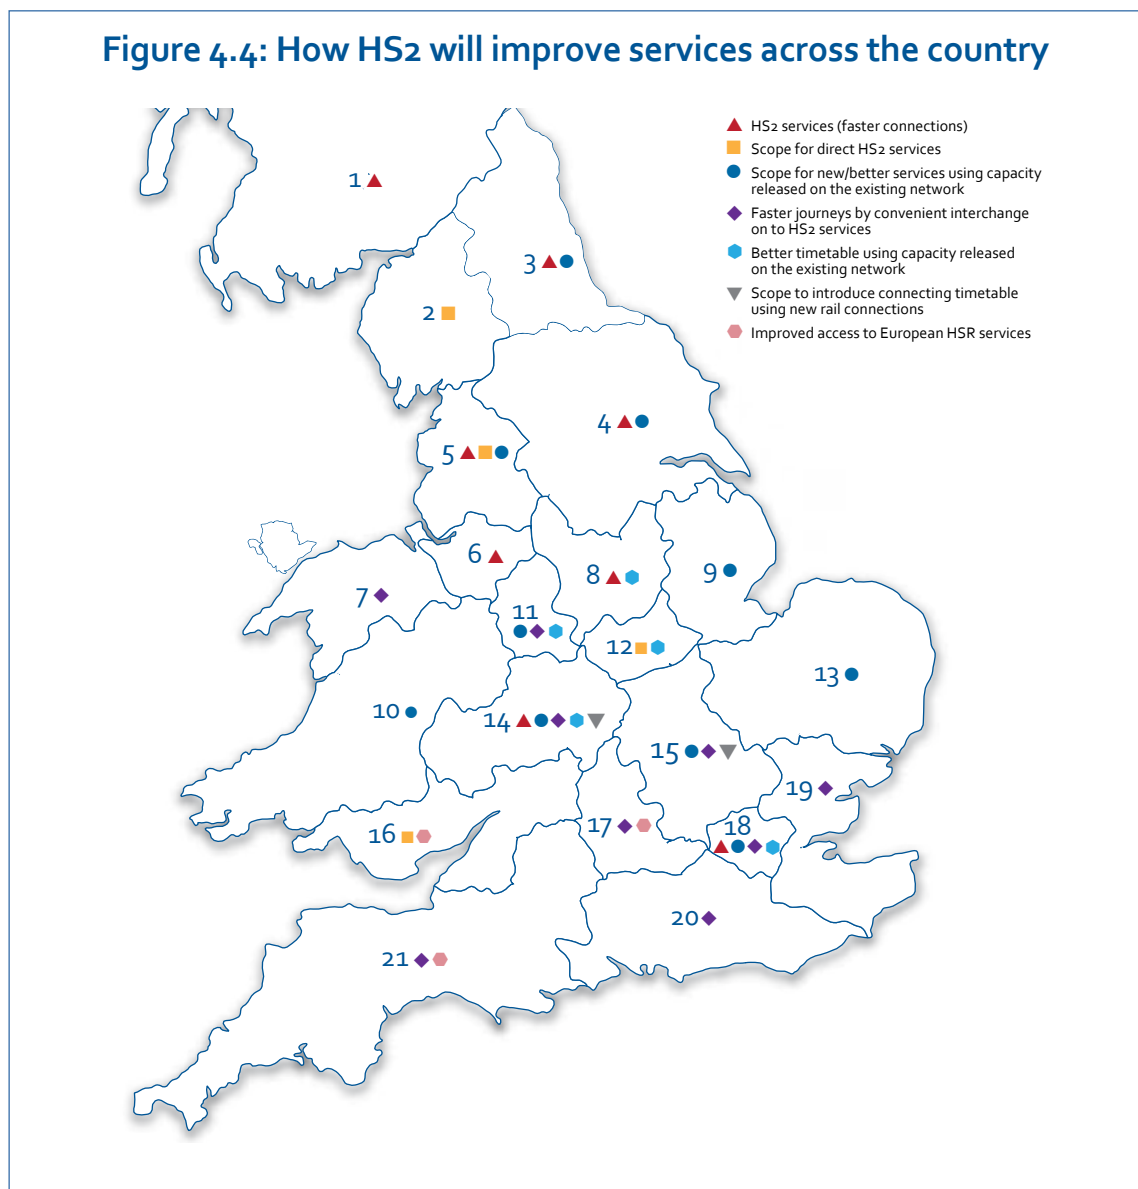 Figure 4.4: How HS2 will improve services across the country
HS2 services (faster connections)
Scope for direct HS2 services
Scope for new/better services using capacity
released on the existing network
Faster journeys by convenient interchange
on to HS2 services
Better timetable using capacity released
on the existing network
Scope to introduce connecting timetable
using new rail connections
Improved access to European HSR services
1
2
3
4
5
6
7
8
9
10
11
12
13
14
15
16
17
18
19
20
21